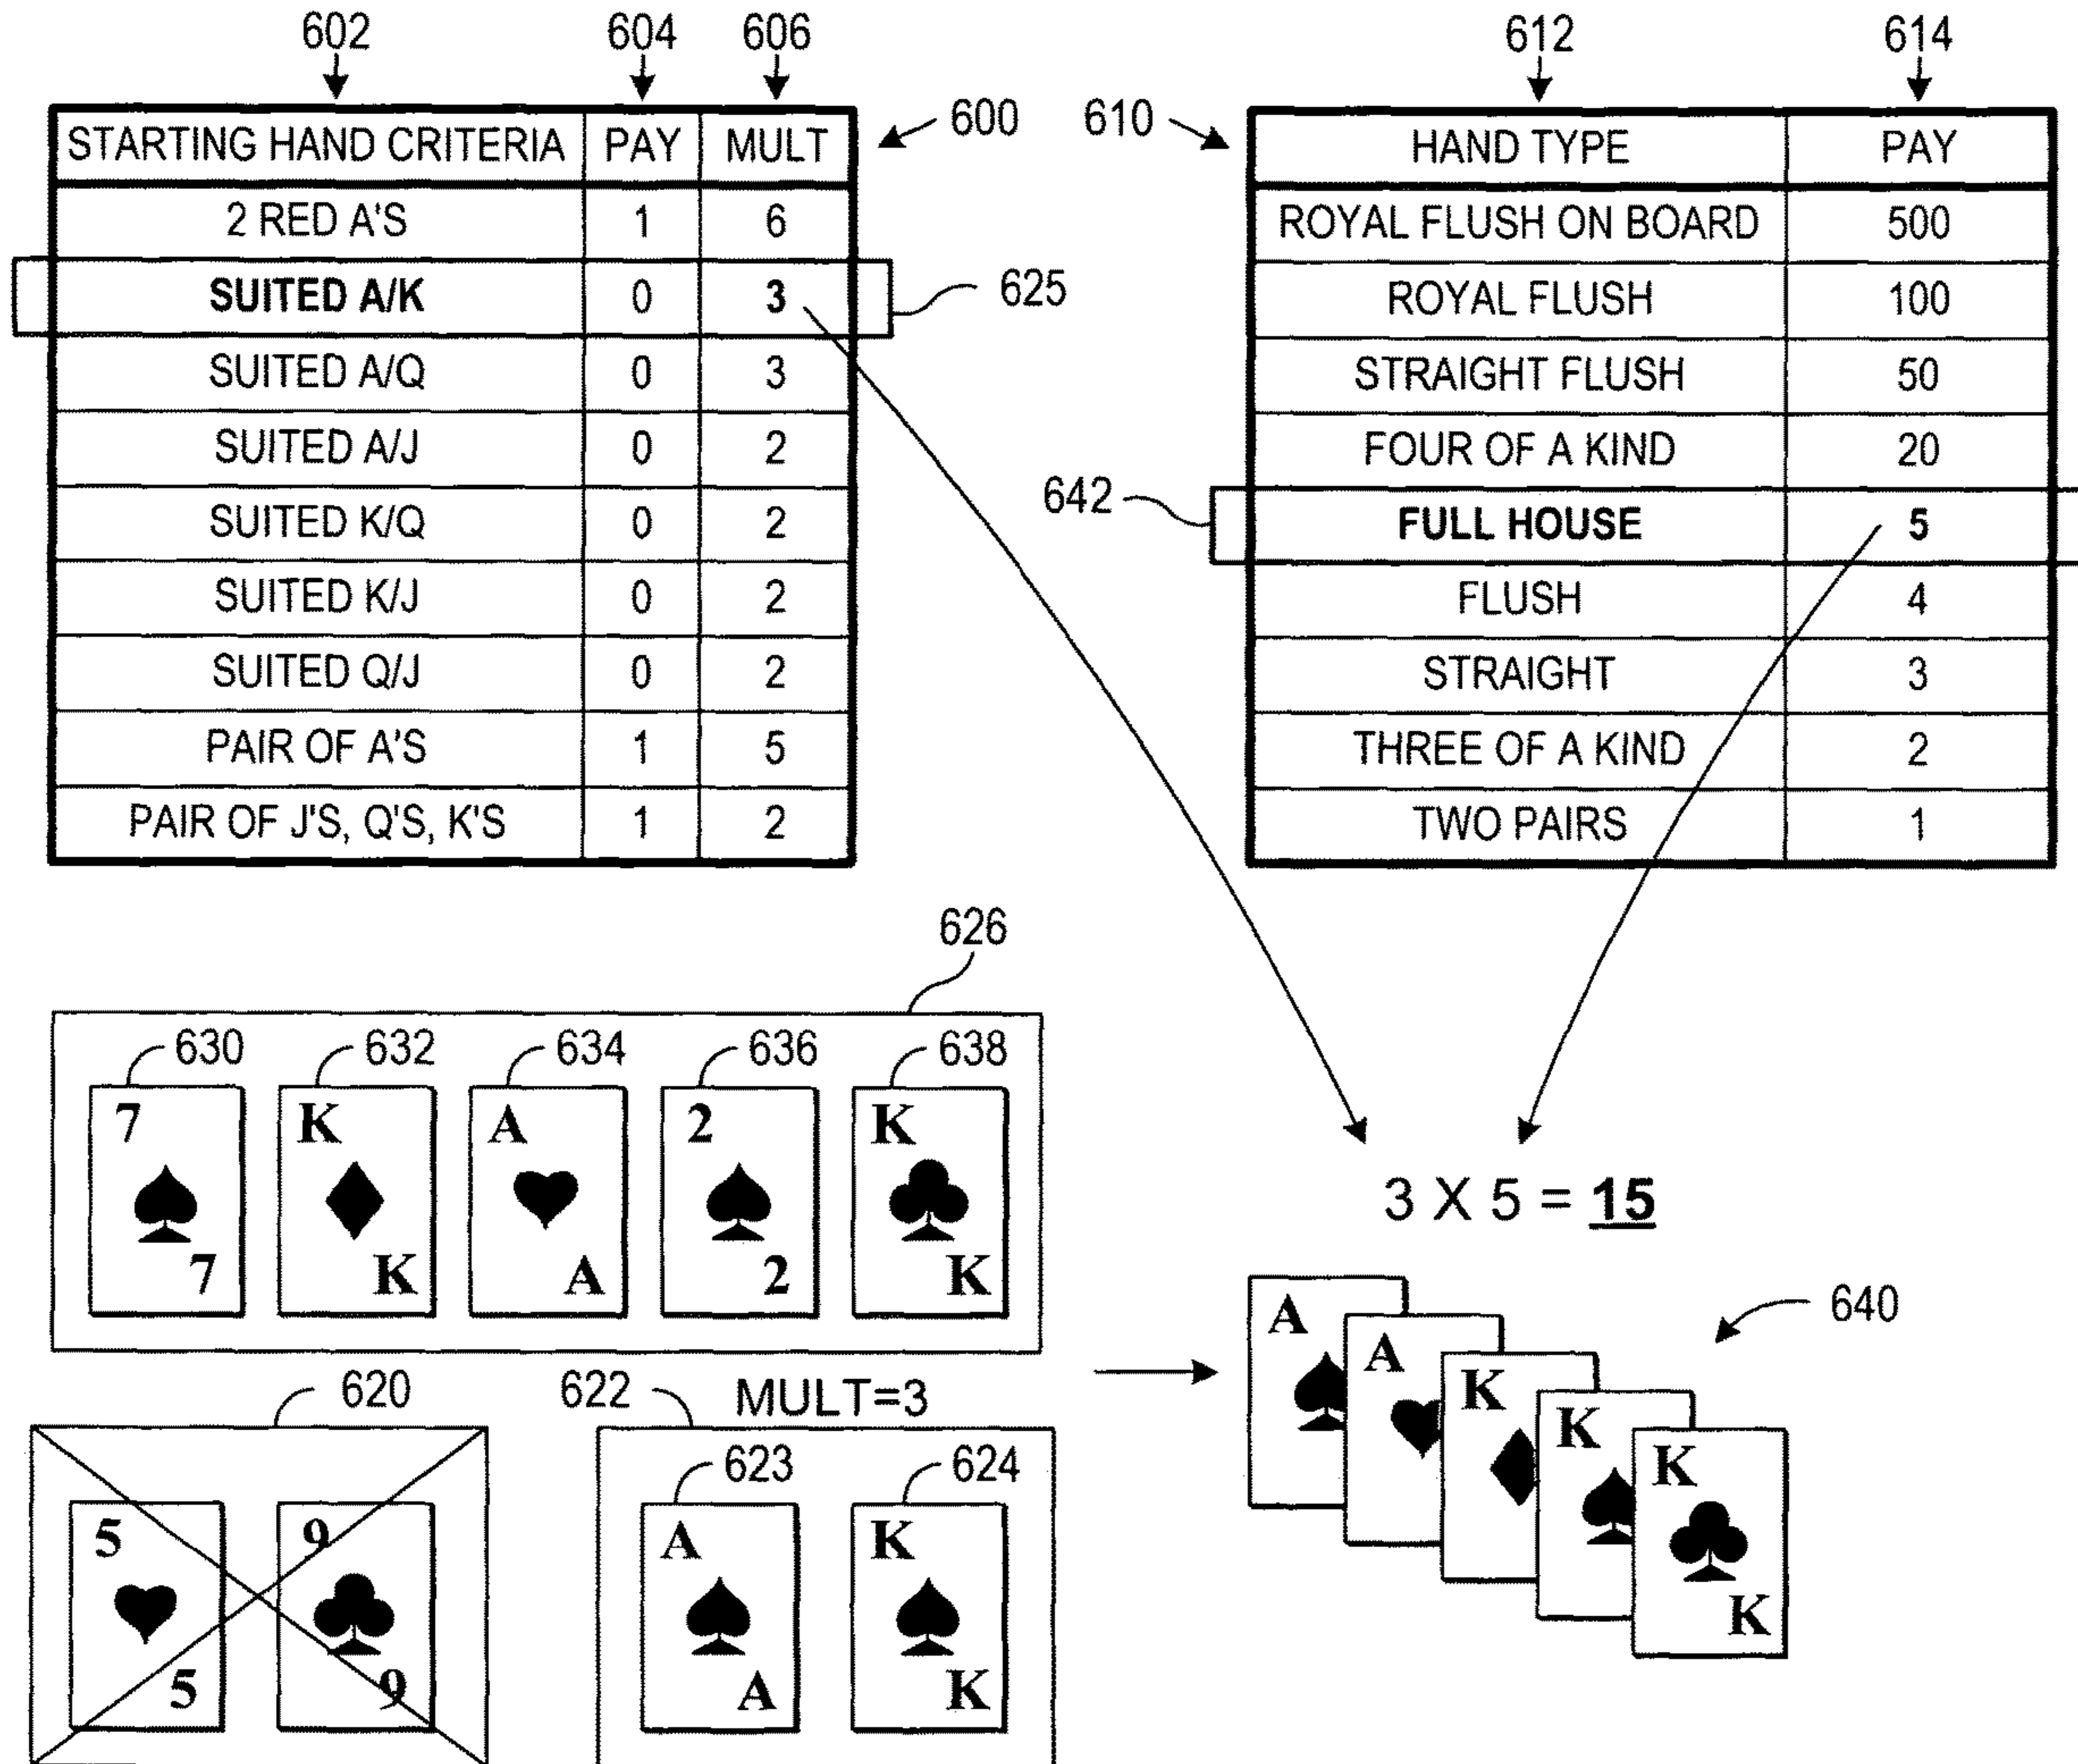 602 604 606
612 614
600
610
STARTING HAND CRITERIA PAY MULT
2 RED A'S 1 6
SUITED A/K 0 3
625
SUITED A/Q 0 3
SUITED A/J 0 2
SUITED K/Q 0 2
SUITED K/J 0 2
SUITED Q/J 0 2
PAIR OF A'S 1 5
PAIR OF J'S, Q'S, K'S 1 2
HAND TYPE PAY
ROYAL FLUSH ON BOARD 500
ROYAL FLUSH 100
STRAIGHT FLUSH 50
FOUR OF A KIND 20
642
FULL HOUSE 5
FLUSH 4
STRAIGHT 3
THREE OF A KIND 2
TWO PAIRS 1
626
630 632 634 636 638
7 K A 2 K
7 K A 2 K
3 X 5 = 15
640
A
A
K
K
K
K
620
622
MULT=3
623 624
5 9
5 9
A K
A K